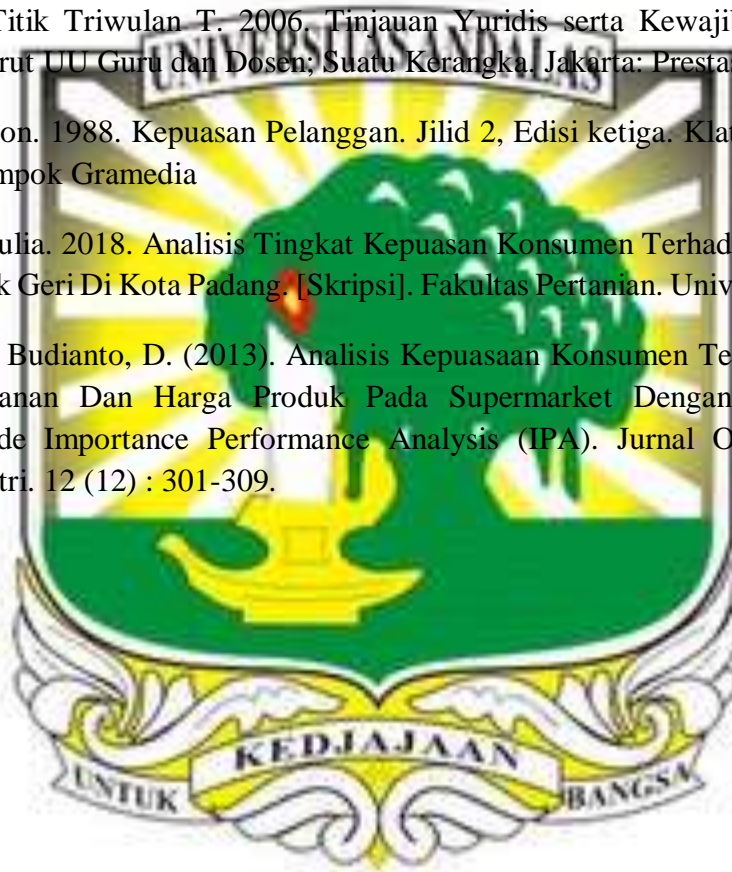 Titik Triwulan T. 2006. Tinjauan Yuridis serta Kewajib
UNIVERSITAS ANDALAS
rut UU Guru dan Dosen; Suatu Kerangka. Jakarta: Prestas
on. 1988. Kepuasan Pelanggan. Jilid 2, Edisi ketiga. Klat
mpok Gramedia
ulia. 2018. Analisis Tingkat Kepuasan Konsumen Terhad
k Geri Di Kota Padang. [Skripsi]. Fakultas Pertanian. Univ
Budianto, D. (2013). Analisis Kepuasaan Konsumen Te
anan Dan Harga Produk Pada Supermarket Dengan
de Importance Performance Analysis (IPA). Jurnal O
tri. 12 (12) : 301-309.
UNTUK KEDJAJAAN BANGSA